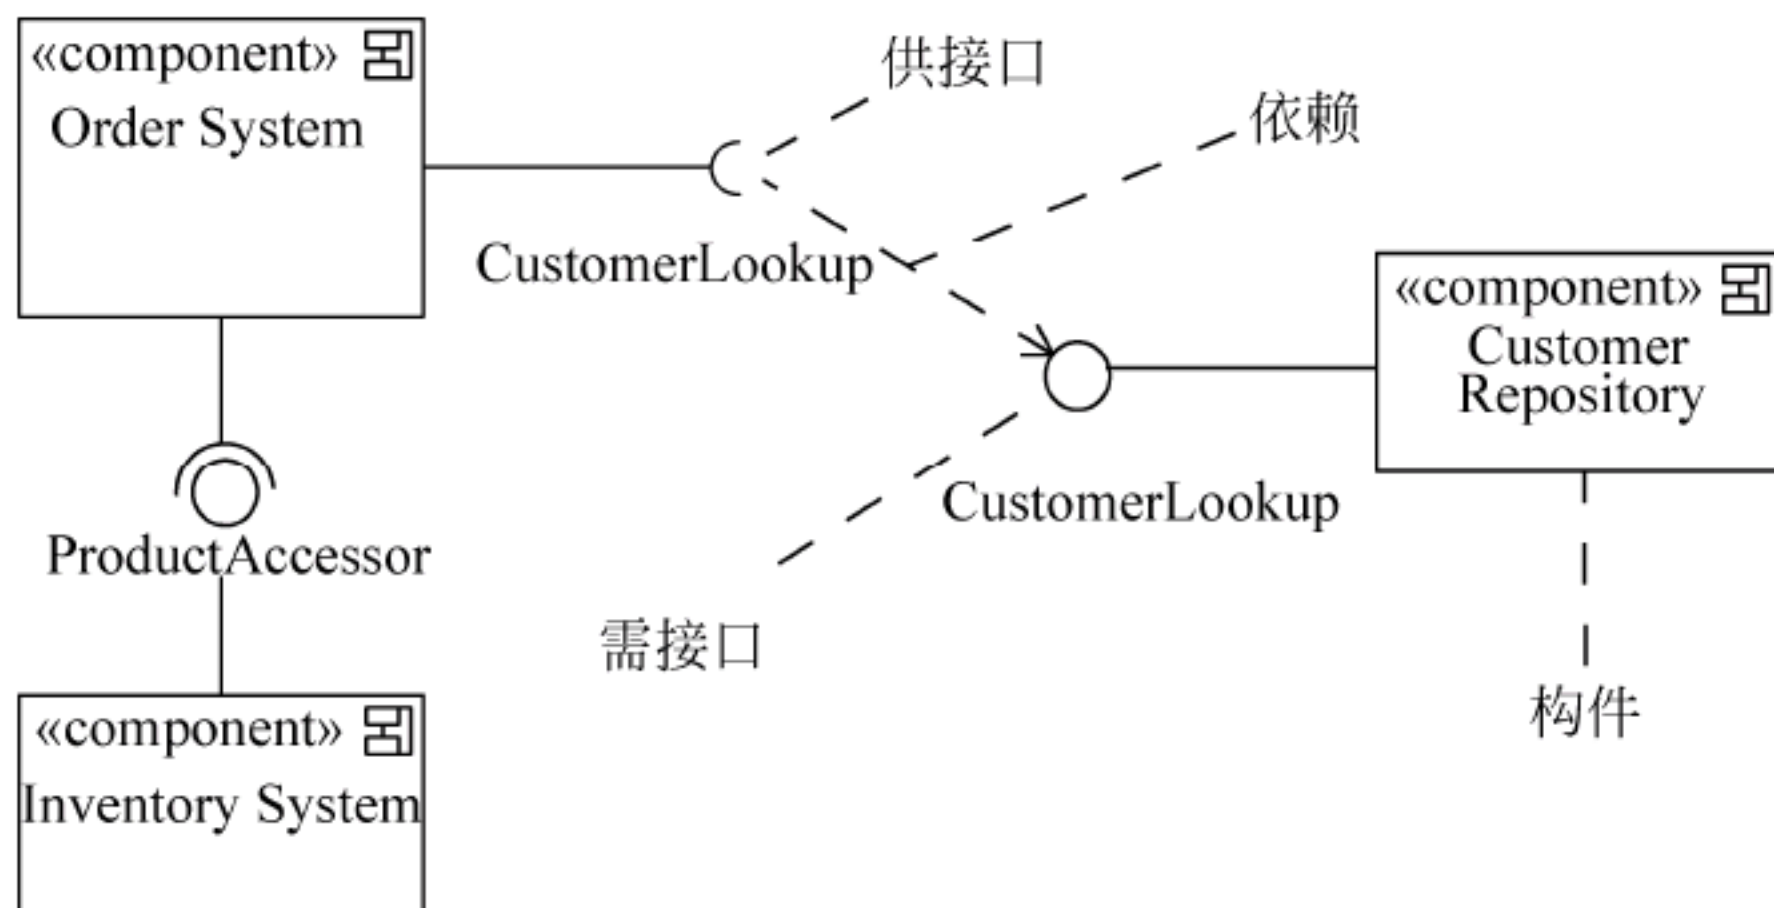 «component»
Order System
供接口
依赖
CustomerLookup
«component»
Customer
Repository
CustomerLookup
ProductAccessor
需接口
构件
«component»
Inventory System